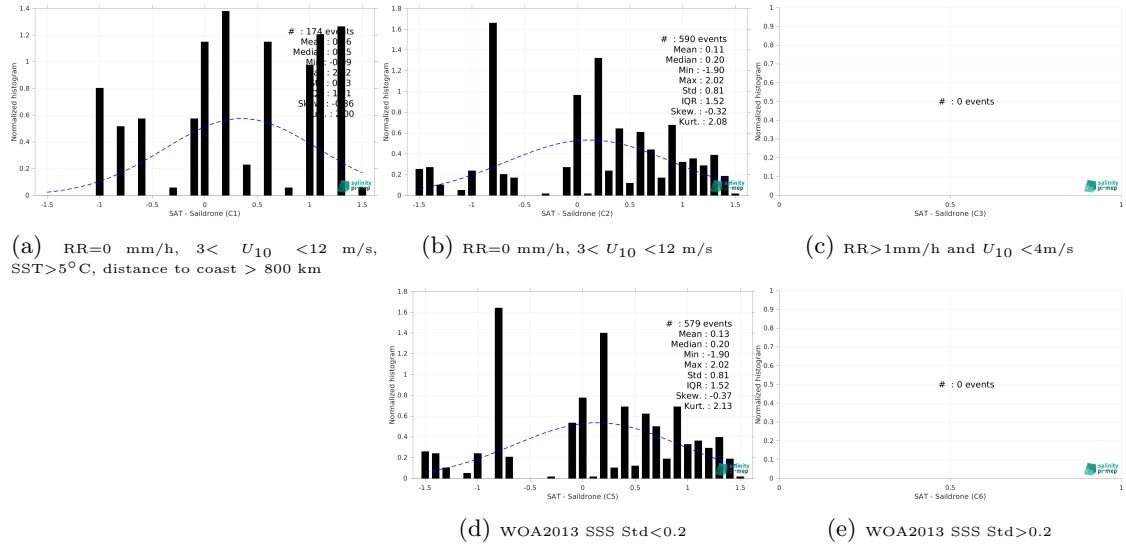 1.4
1.2
1
0.8
0.6
0.4
0.2
0
Normalized histogram
# : 174 events
-1.5 -1 -0.5 0 0.5 1 1.5
SAT - Saildrone (C1)
salinity
pi-mep
1.8
1.6
1.4
1.2
1
0.8
0.6
0.4
0.2
0
Normalized histogram
# : 590 events
Mean : 0.11
Median : 0.20
Min : -1.90
Max : 2.02
Std : 0.81
IQR : 1.52
Skew. : -0.32
Kurt. : 2.08
-1.5 -1 -0.5 0 0.5 1 1.5
SAT - Saildrone (C2)
salinity
pi-mep
1
0.9
0.8
0.7
0.6
0.5
0.4
0.3
0.2
0.1
0
Normalized histogram
# : 0 events
0 1
SAT - Saildrone (C3)
salinity
pi-mep
(a) RR=0 mm/h, 3< U10 <12 m/s,
SST>5°C, distance to coast > 800 km
(b) RR=0 mm/h, 3< U10 <12 m/s
(c) RR>1mm/h and U10 <4m/s
1.8
1.6
1.4
1.2
1
0.8
0.6
0.4
0.2
0
Normalized histogram
# : 579 events
Mean : 0.13
Median : 0.20
Min : -1.90
Max : 2.02
Std : 0.81
IQR : 1.52
Skew. : -0.37
Kurt. : 2.13
-1.5 -1 -0.5 0 0.5 1 1.5
SAT - Saildrone (C5)
salinity
pi-mep
1
0.9
0.8
0.7
0.6
0.5
0.4
0.3
0.2
0.1
0
Normalized histogram
# : 0 events
0 1
SAT - Saildrone (C6)
salinity
pi-mep
(d) WOA2013 SSS Std<0.2
(e) WOA2013 SSS Std>0.2